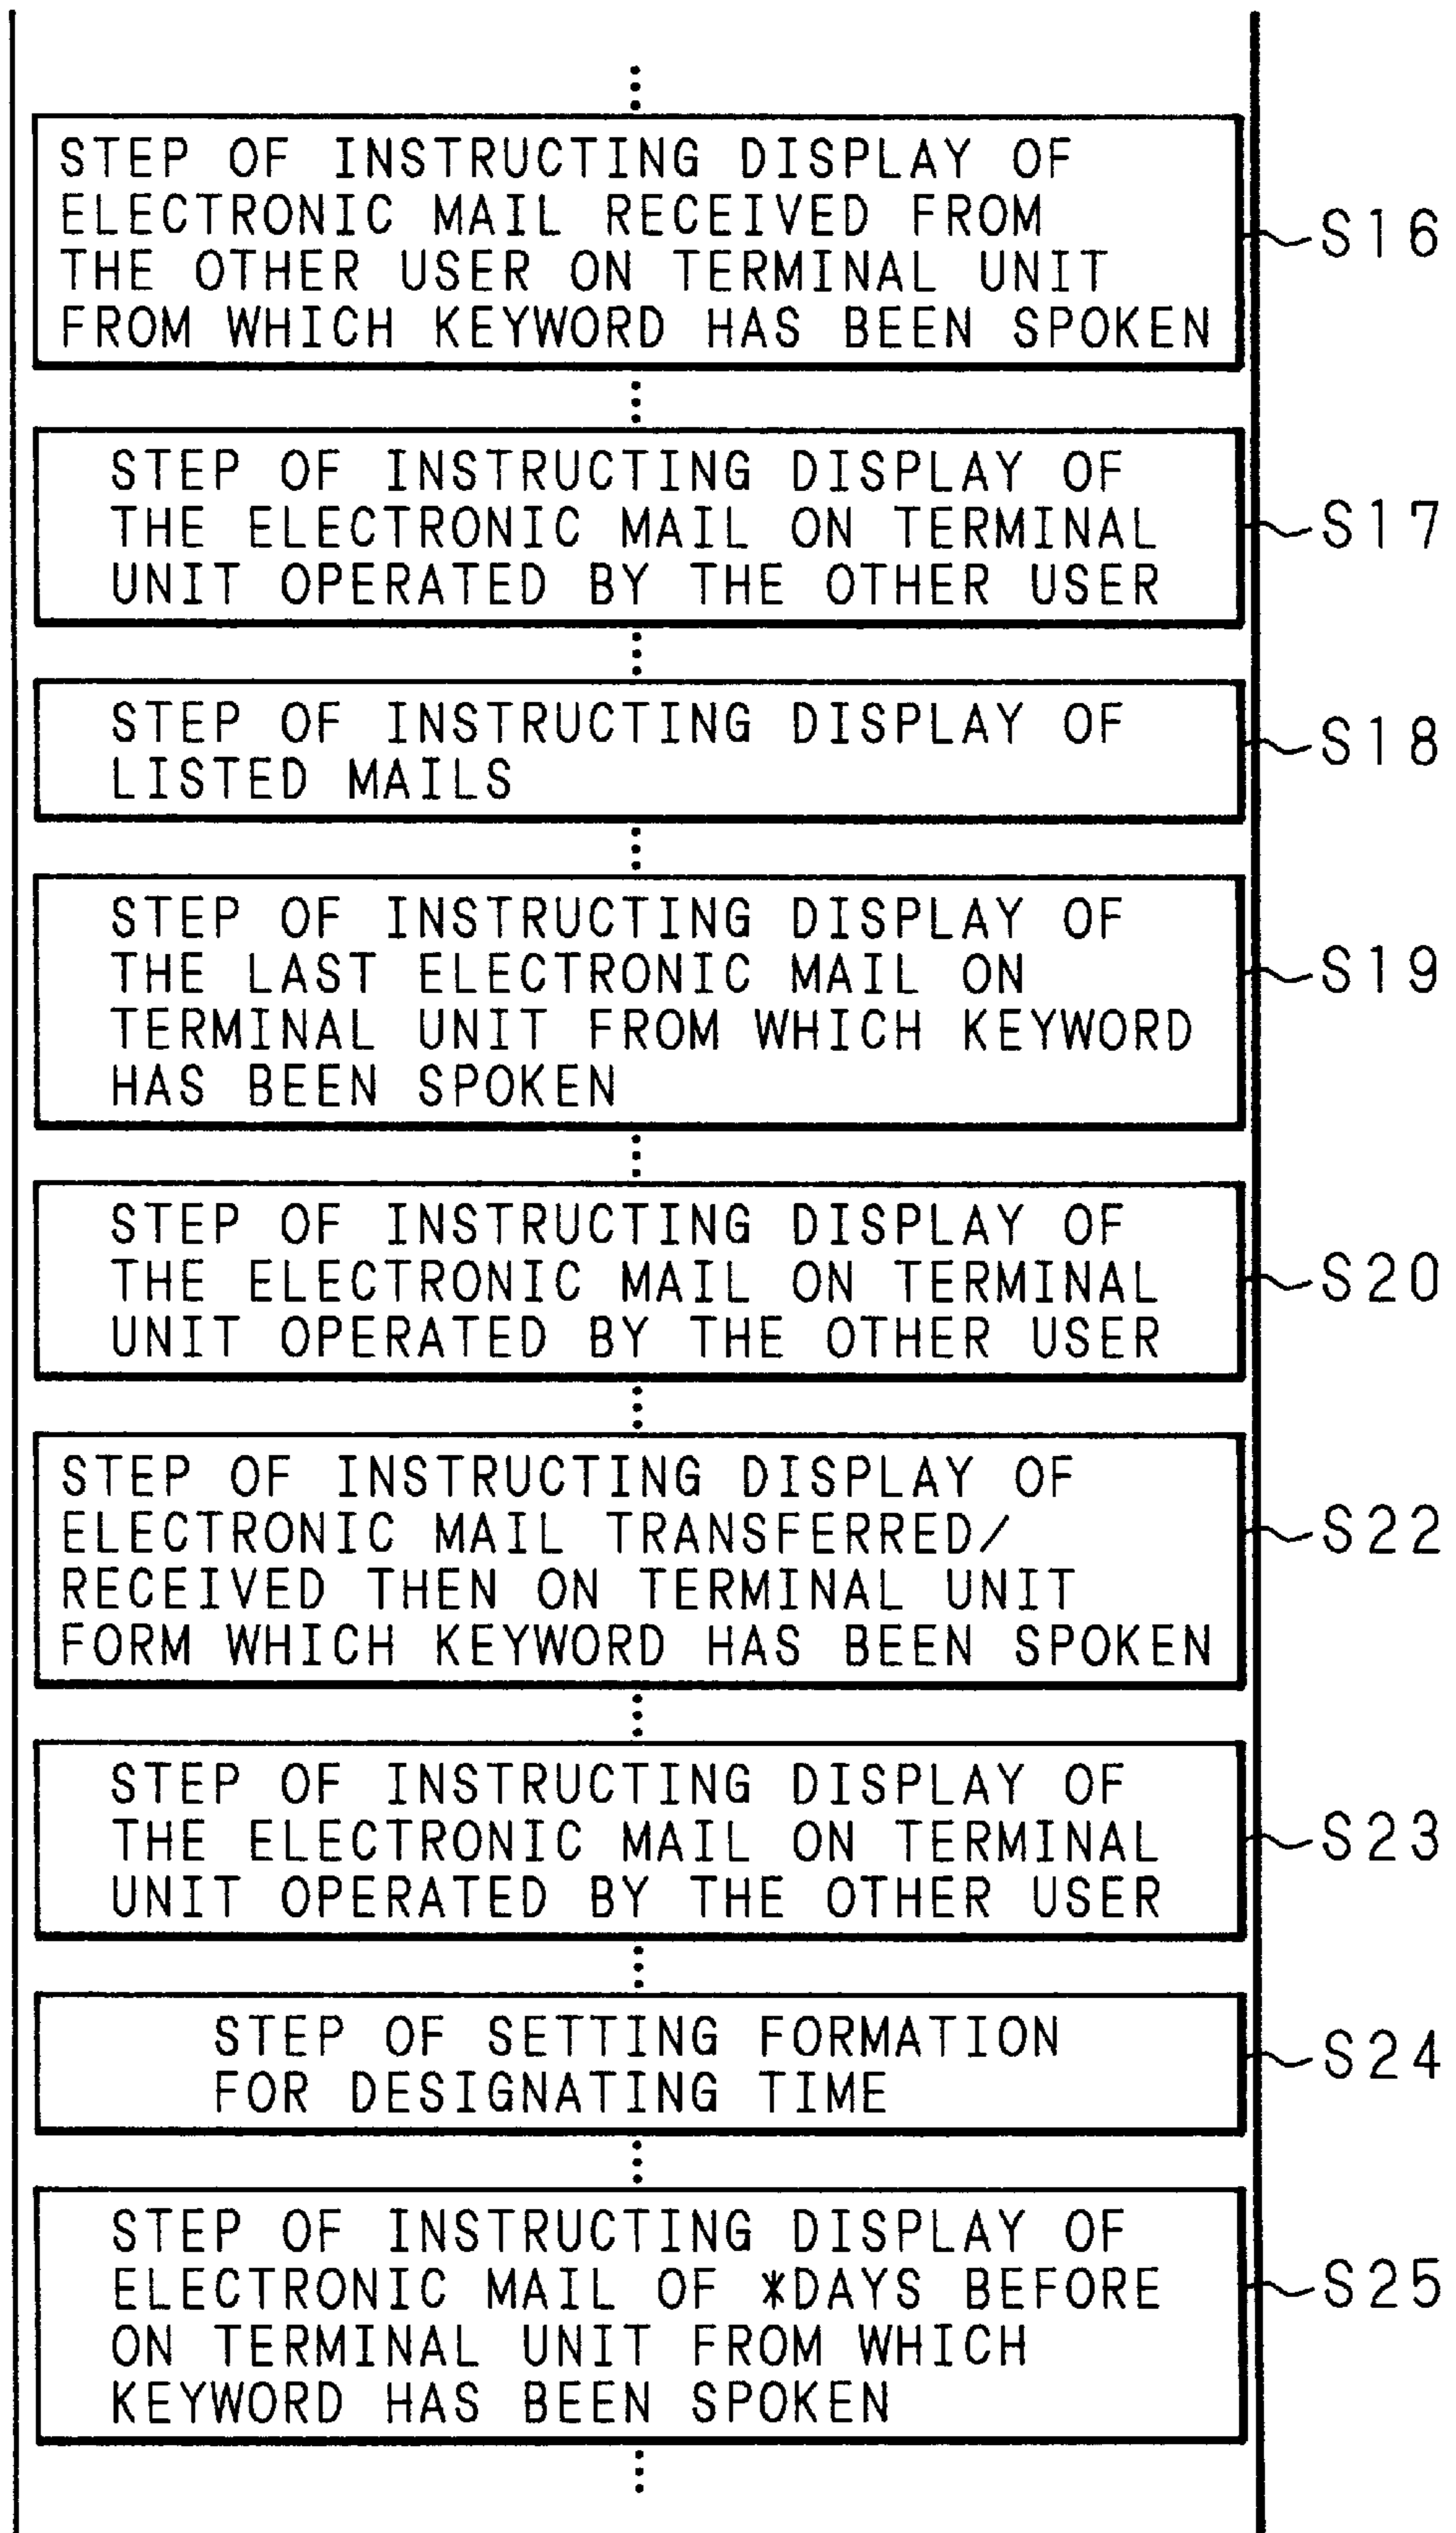 STEP OF INSTRUCTING DISPLAY OF
ELECTRONIC MAIL RECEIVED FROM
THE OTHER USER ON TERMINAL UNIT
FROM WHICH KEYWORD HAS BEEN SPOKEN
S16
STEP OF INSTRUCTING DISPLAY OF
THE ELECTRONIC MAIL ON TERMINAL
UNIT OPERATED BY THE OTHER USER
S17
STEP OF INSTRUCTING DISPLAY OF
LISTED MAILS
S18
STEP OF INSTRUCTING DISPLAY OF
THE LAST ELECTRONIC MAIL ON
TERMINAL UNIT FROM WHICH KEYWORD
HAS BEEN SPOKEN
S19
STEP OF INSTRUCTING DISPLAY OF
THE ELECTRONIC MAIL ON TERMINAL
UNIT OPERATED BY THE OTHER USER
S20
STEP OF INSTRUCTING DISPLAY OF
ELECTRONIC MAIL TRANSFERRED/
RECEIVED THEN ON TERMINAL UNIT
FORM WHICH KEYWORD HAS BEEN SPOKEN
S22
STEP OF INSTRUCTING DISPLAY OF
THE ELECTRONIC MAIL ON TERMINAL
UNIT OPERATED BY THE OTHER USER
S23
STEP OF SETTING FORMATION
FOR DESIGNATING TIME
S24
STEP OF INSTRUCTING DISPLAY OF
ELECTRONIC MAIL OF *DAYS BEFORE
ON TERMINAL UNIT FROM WHICH
KEYWORD HAS BEEN SPOKEN
S25